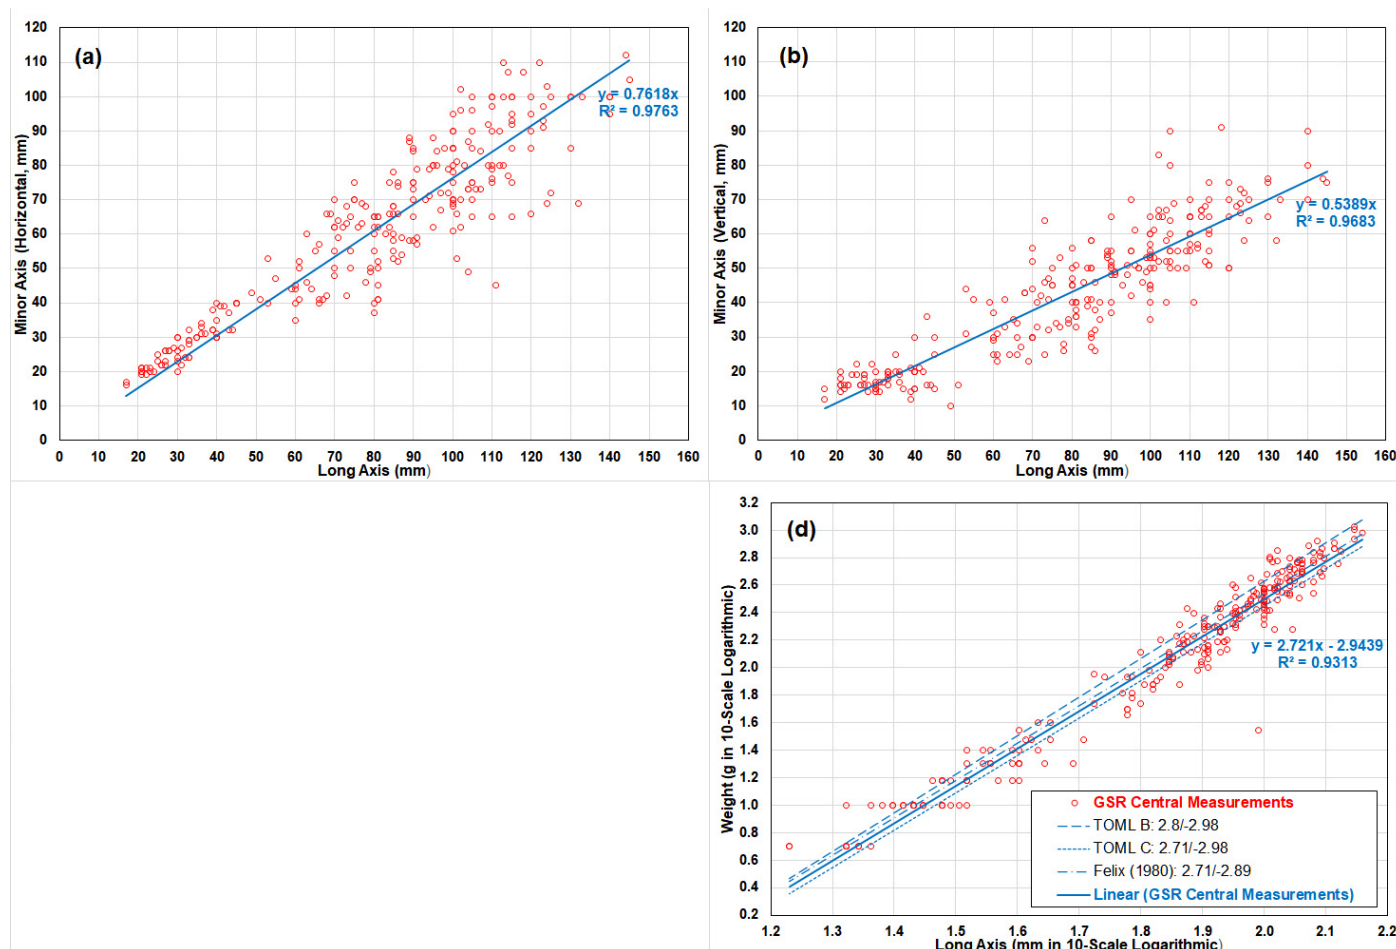 (a)
Minor Axis (Horizontal, mm)
120
110
100
90
80
70
60
50
40
30
20
10
0
y = 0.7618x
R² = 0.9763
0 10 20 30 40 50 60 70 80 90 100 110 120 130 140 150 160
Long Axis (mm)
(b)
Minor Axis (Vertical, mm)
120
110
100
90
80
70
60
50
40
30
20
10
0
y = 0.5389x
R² = 0.9683
0 10 20 30 40 50 60 70 80 90 100 110 120 130 140 150 160
Long Axis (mm)
(d)
Weight (g in 10-Scale Logarithmic)
3.2
3.0
2.8
2.6
2.4
2.2
2.0
1.8
1.6
1.4
1.2
1.0
0.8
0.6
0.4
0.2
y = 2.721x - 2.9439
R² = 0.9313
GSR Central Measurements
TOML B: 2.8/-2.98
TOML C: 2.71/-2.98
Felix (1980): 2.71/-2.89
Linear (GSR Central Measurements)
1.2 1.3 1.4 1.5 1.6 1.7 1.8 1.9 2.0 2.1 2.2
Long Axis (mm in 10-Scale Logarithmic)